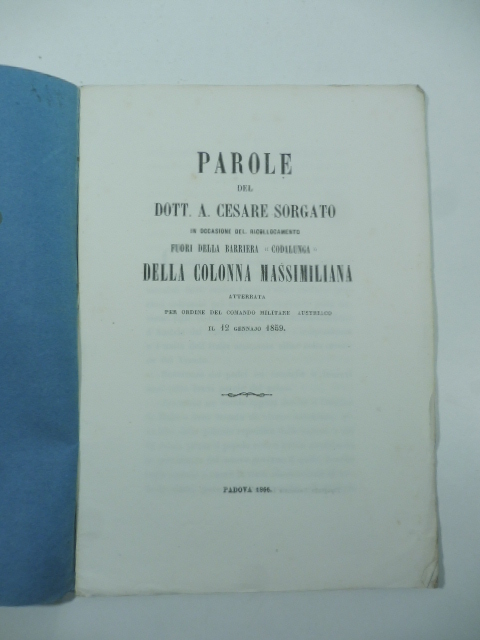 PAROLE
DEL
DOTT. A. CESARE SORGATO
IN OCCASIONE DEL RICOLLOCAMENTO
FUORI DELLA BARRIERA « CODALUNGA »
DELLA COLONNA MASSIMILIANA
ATTERRATA
PER ORDINE DEL COMANDO MILITARE AUSTRIACO
IL 12 GENNAJO 1849.
PADOVA 1866.